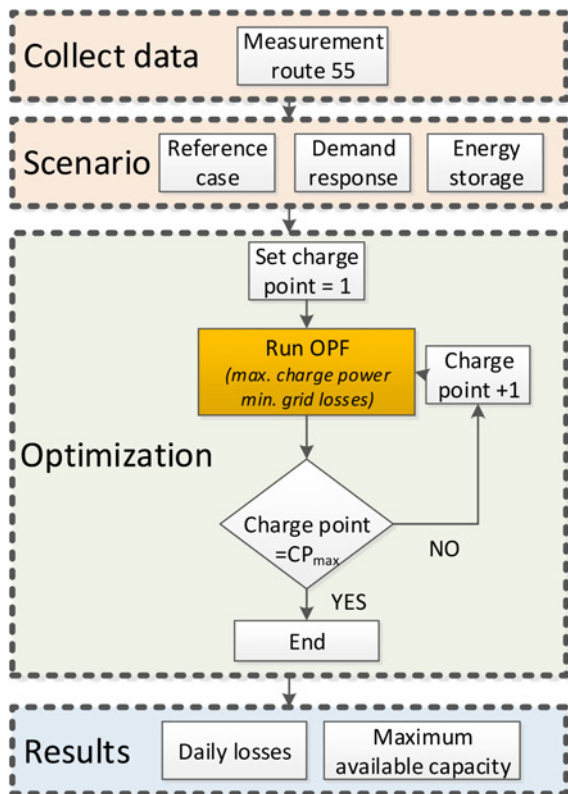 Collect data
Measurement
route 55
Scenario
Reference
case
Demand
response
Energy
storage
Set charge
point = 1
Run OPF
(max. charge power
min. grid losses)
Charge
point +1
Optimization
Charge point
=CPmax
NO
YES
End
Results
Daily losses
Maximum
available capacity